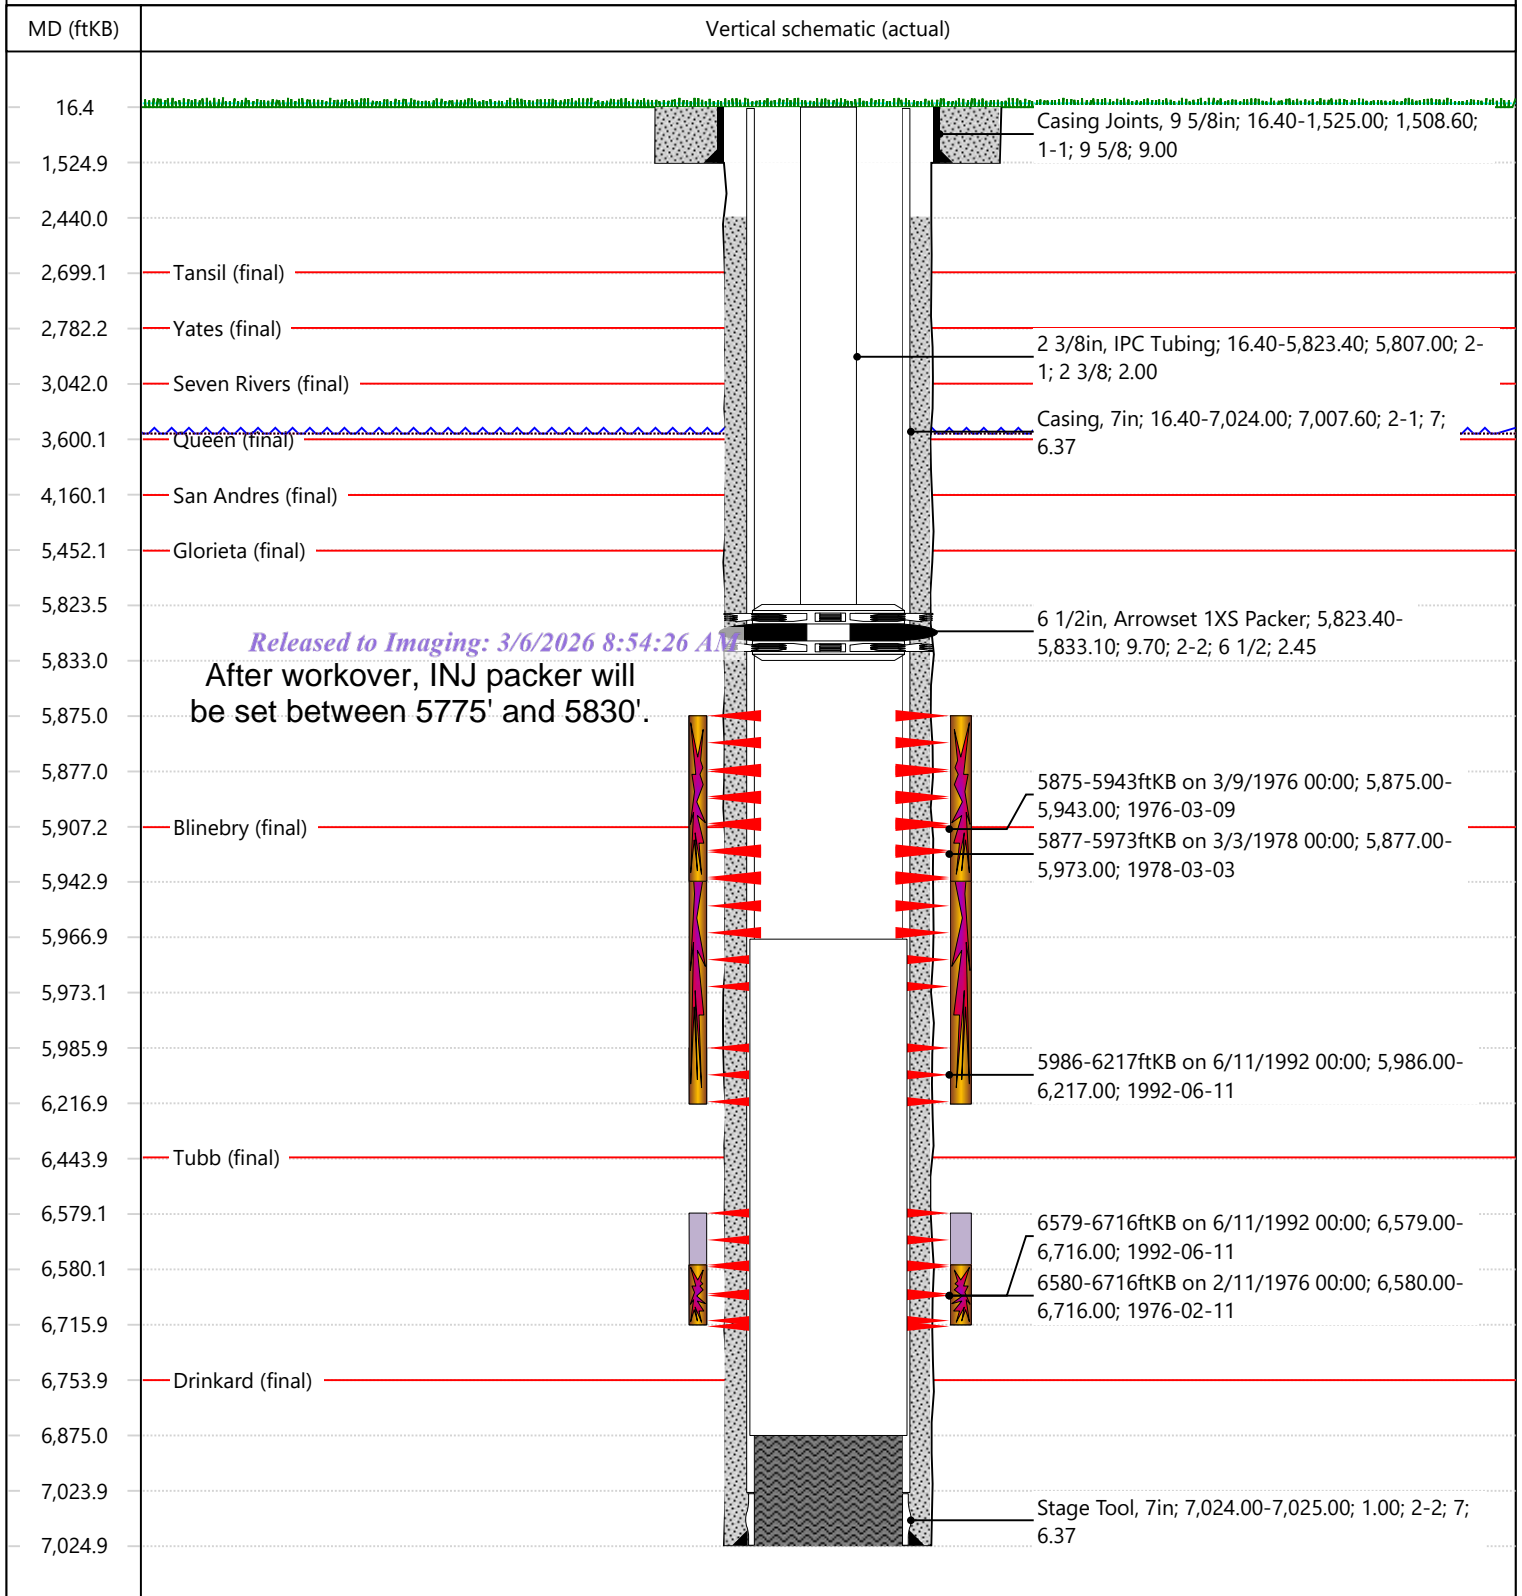 MD (ftKB)
Vertical schematic (actual)
16.4
Casing Joints, 9 5/8in; 16.40-1,525.00; 1,508.60;
1-1; 9 5/8; 9.00
1,524.9
2,440.0
2,699.1
Tansil (final)
2,782.2
Yates (final)
2 3/8in, IPC Tubing; 16.40-5,823.40; 5,807.00; 2-
1; 2 3/8; 2.00
3,042.0
Seven Rivers (final)
Casing, 7in; 16.40-7,024.00; 7,007.60; 2-1; 7;
6.37
3,600.1
Queen (final)
4,160.1
San Andres (final)
5,452.1
Glorieta (final)
5,823.5
6 1/2in, Arrowset 1XS Packer; 5,823.40-
5,833.10; 9.70; 2-2; 6 1/2; 2.45
Released to Imaging: 3/6/2026 8:54:26 AM
5,833.0
After workover, INJ packer will
be set between 5775' and 5830'.
5,875.0
5,877.0
5875-5943ftKB on 3/9/1976 00:00; 5,875.00-
5,943.00; 1976-03-09
5,907.2
Blinebry (final)
5877-5973ftKB on 3/3/1978 00:00; 5,877.00-
5,973.00; 1978-03-03
5,942.9
5,966.9
5,973.1
5,985.9
5986-6217ftKB on 6/11/1992 00:00; 5,986.00-
6,217.00; 1992-06-11
6,216.9
6,443.9
Tubb (final)
6,579.1
6579-6716ftKB on 6/11/1992 00:00; 6,579.00-
6,716.00; 1992-06-11
6,580.1
6580-6716ftKB on 2/11/1976 00:00; 6,580.00-
6,716.00; 1976-02-11
6,715.9
6,753.9
Drinkard (final)
6,875.0
7,023.9
Stage Tool, 7in; 7,024.00-7,025.00; 1.00; 2-2; 7;
6.37
7,024.9